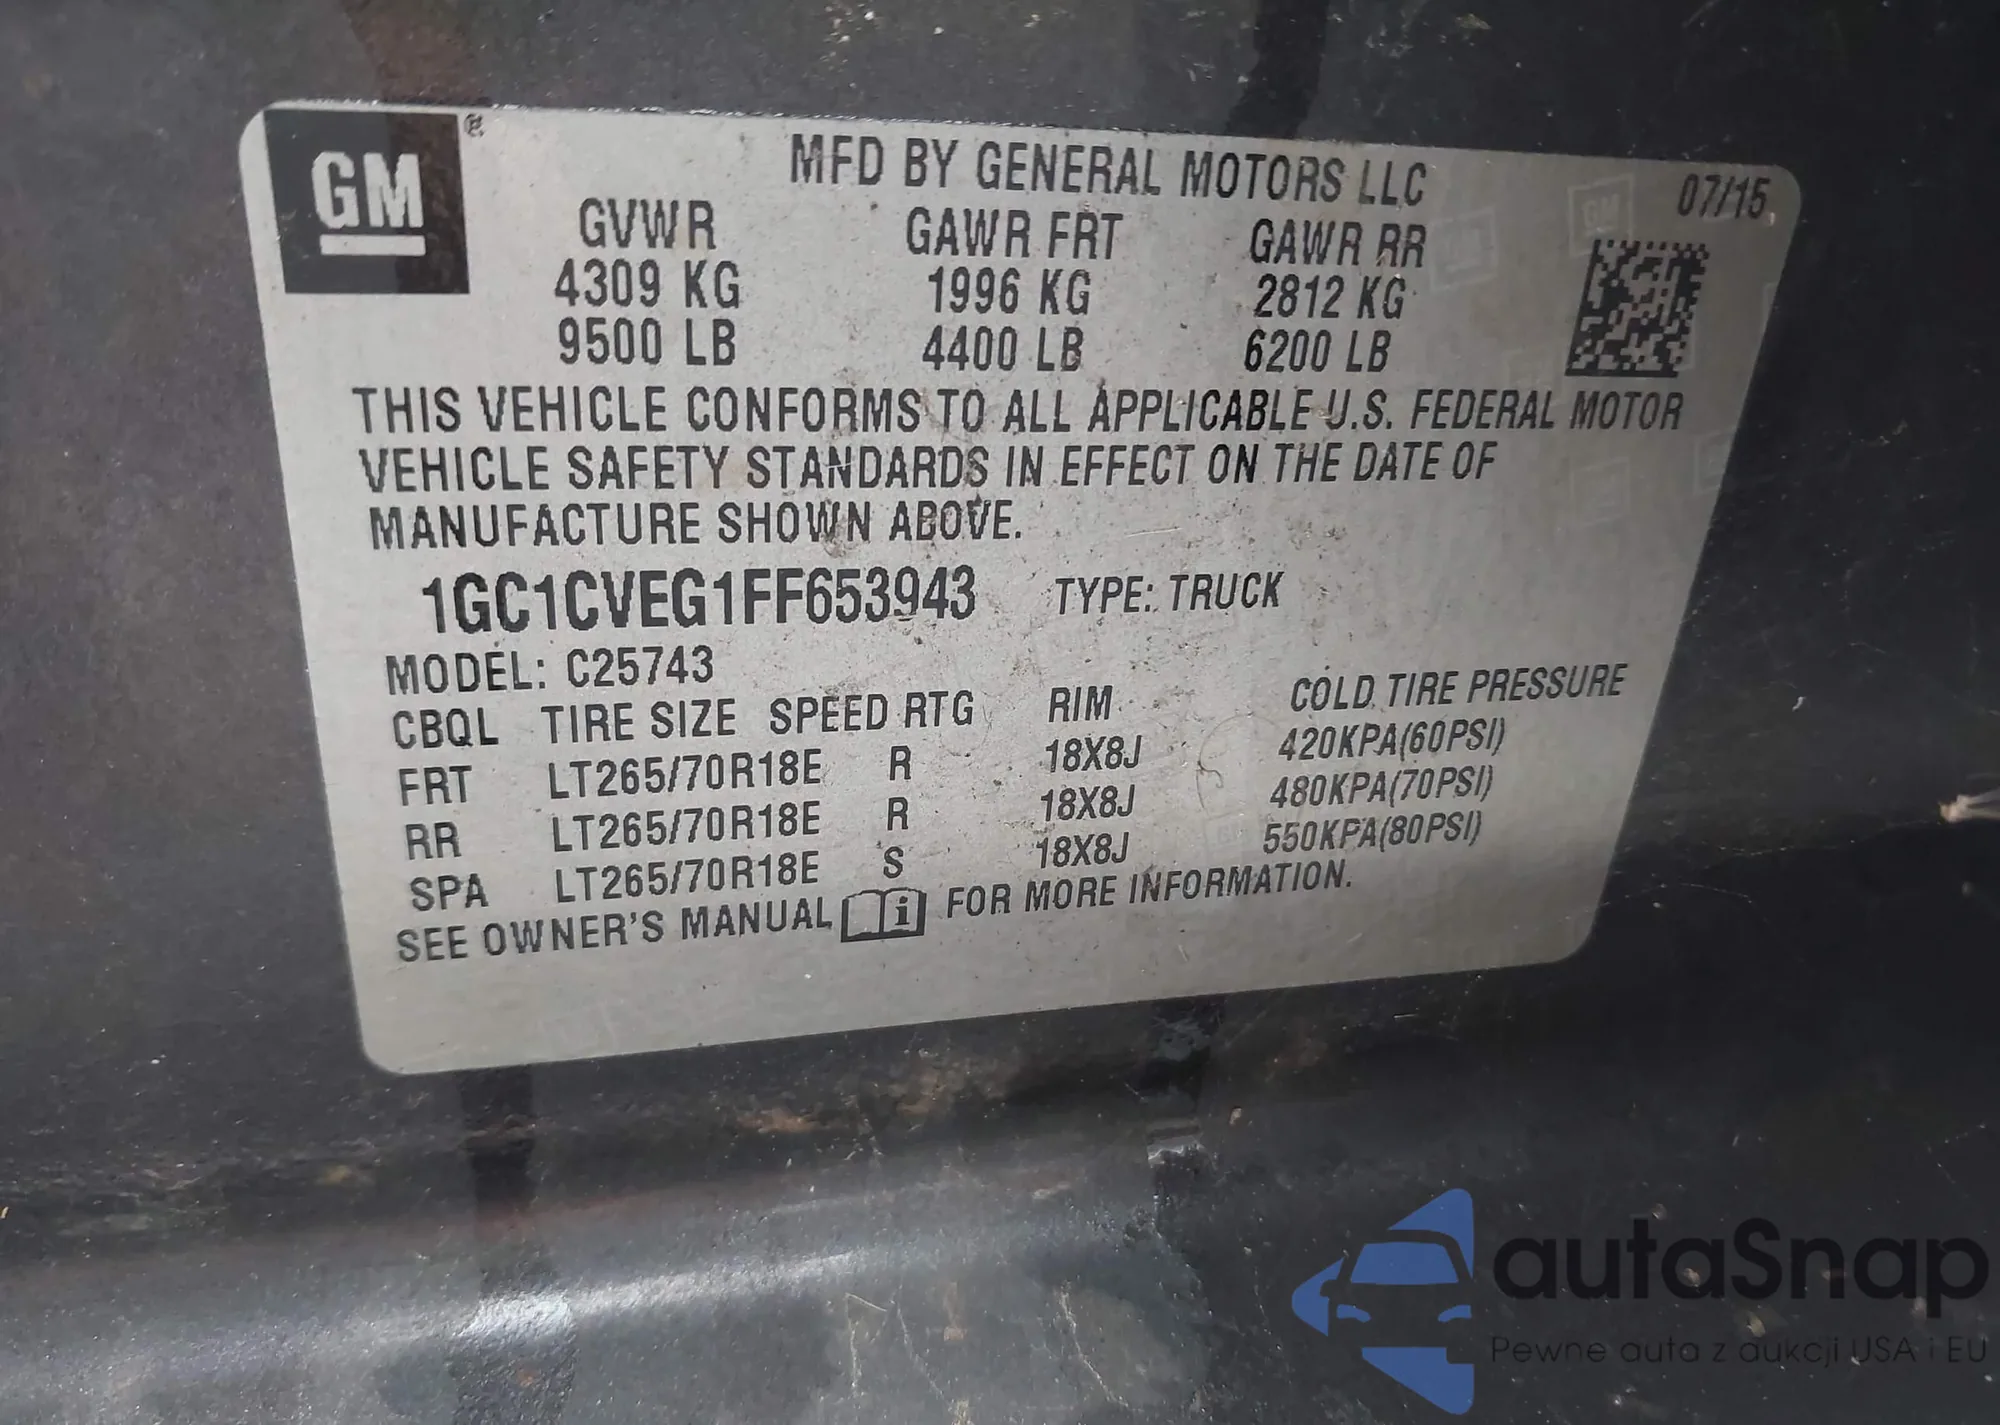 GM ®
MFD BY GENERAL MOTORS LLC 07/15
GVWR GAWR FRT GAWR RR
4309 KG 1996 KG 2812 KG
9500 LB 4400 LB 6200 LB
THIS VEHICLE CONFORMS TO ALL APPLICABLE U.S. FEDERAL MOTOR
VEHICLE SAFETY STANDARDS IN EFFECT ON THE DATE OF
MANUFACTURE SHOWN ABOVE.
1GC1CVEG1FF653943 TYPE: TRUCK
MODEL: C25743
CBQL TIRE SIZE SPEED RTG RIM COLD TIRE PRESSURE
FRT LT265/70R18E R 18X8J 420KPA(60PSI)
RR LT265/70R18E R 18X8J 480KPA(70PSI)
SPA LT265/70R18E S 18X8J 550KPA(80PSI)
SEE OWNER'S MANUAL i FOR MORE INFORMATION.
autaSnap
Pewne auta z aukcji USA i EU